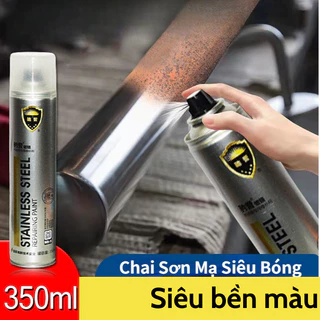 STAINLESS STEEL
REPAIRING PAINT
STEEL
Chai Sơn Mạ Siêu Bóng
350ml
Siêu bền màu